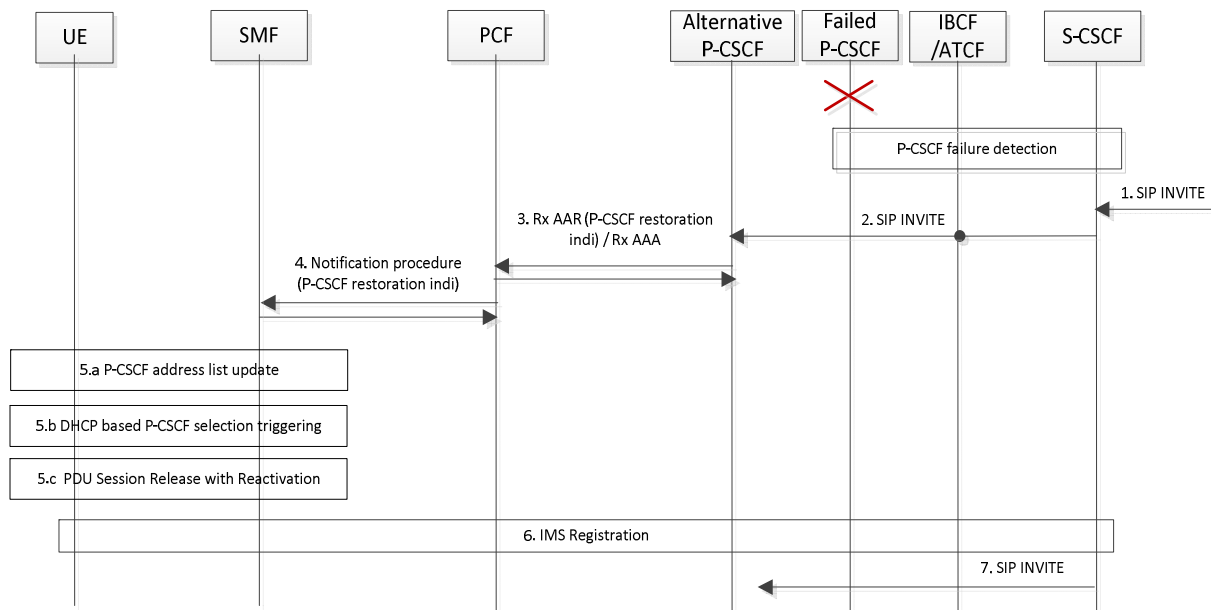 UE
SMF
PCF
Alternative
P-CSCF
Failed
P-CSCF
IBCF
/ATCF
S-CSCF
P-CSCF failure detection
1. SIP INVITE
2. SIP INVITE
3. Rx AAR (P-CSCF restoration
indi) / Rx AAA
4. Notification procedure
(P-CSCF restoration indi)
5.a P-CSCF address list update
5.b DHCP based P-CSCF selection triggering
5.c PDU Session Release with Reactivation
6. IMS Registration
7. SIP INVITE